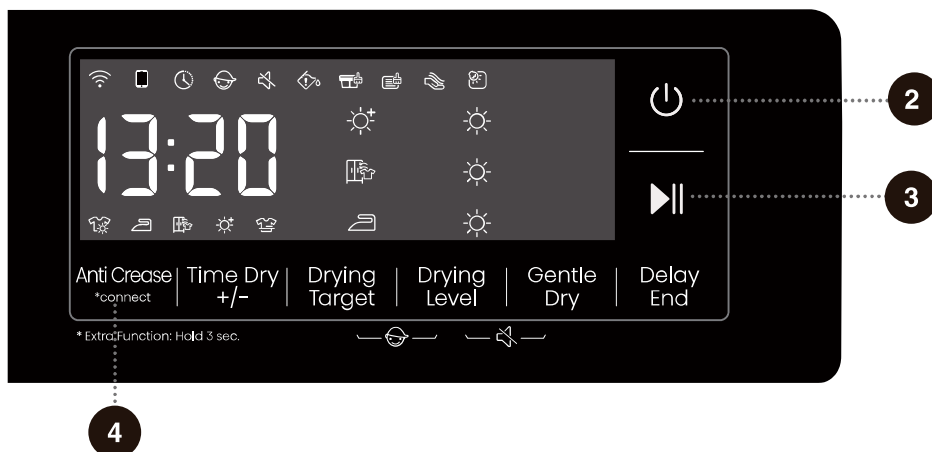 13:20
2
3
Anti Crease
*connect
Time Dry
+/-
Drying
Target
Drying
Level
Gentle
Dry
Delay
End
* Extra Function: Hold 3 sec.
4